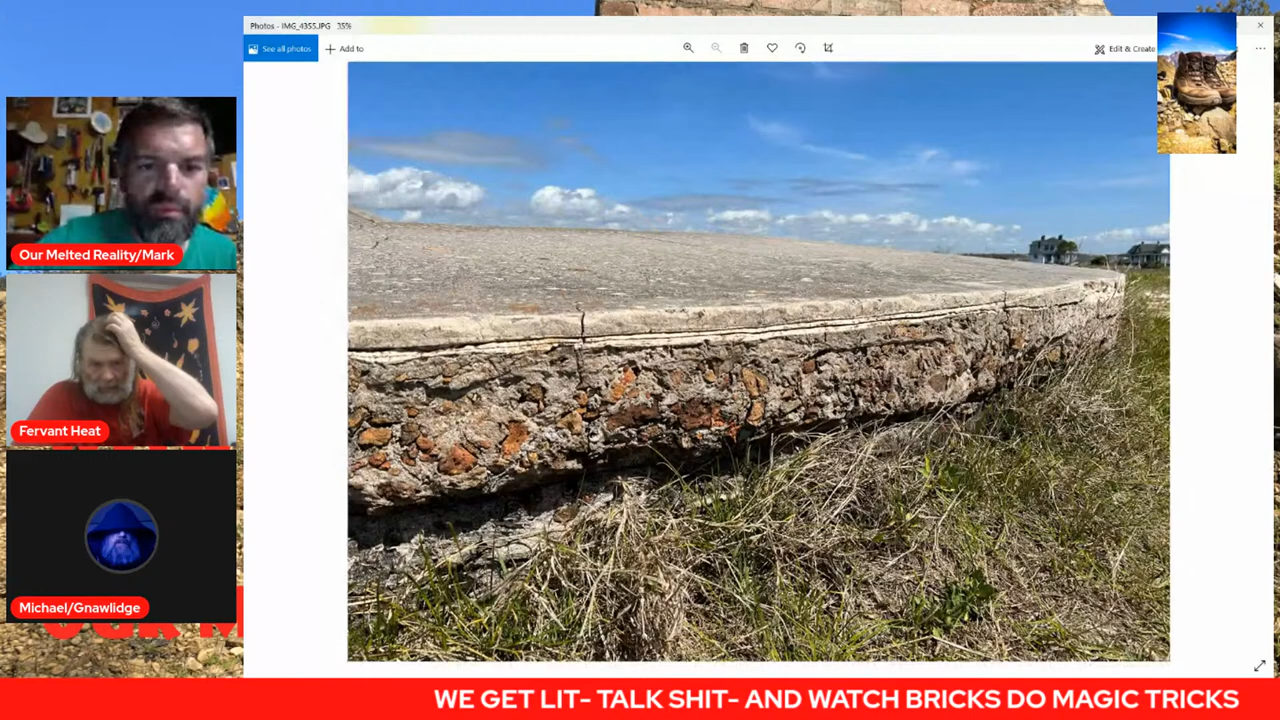 Photos - IMG_4355.JPG 35%
See all photos
Add to
Edit & Create
Our Melted Reality/Mark
Fervant Heat
Michael/Gnawlidge
WE GET LIT- TALK SHIT- AND WATCH BRICKS DO MAGIC TRICKS